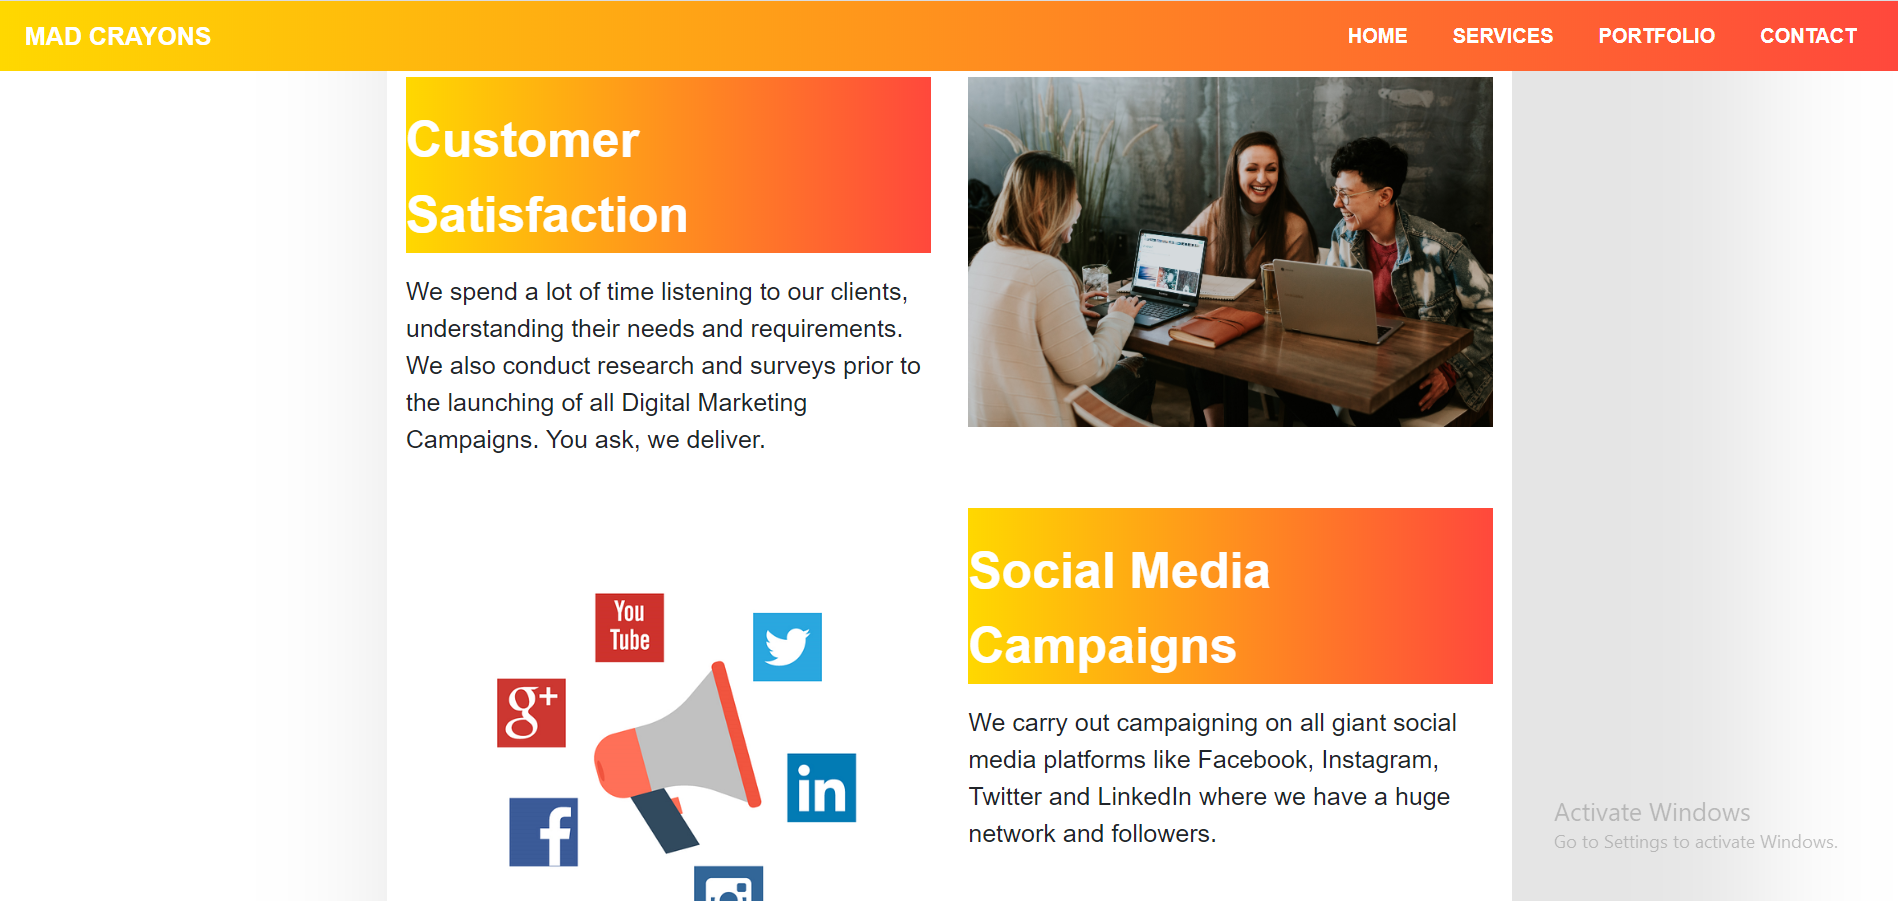 MAD CRAYONS
HOME SERVICES PORTFOLIO CONTACT
Customer
Satisfaction
We spend a lot of time listening to our clients,
understanding their needs and requirements.
We also conduct research and surveys prior to
the launching of all Digital Marketing
Campaigns. You ask, we deliver.
You
Tube
g+
in
f
Social Media
Campaigns
We carry out campaigning on all giant social
media platforms like Facebook, Instagram,
Twitter and LinkedIn where we have a huge
network and followers.
Activate Windows
Go to Settings to activate Windows.